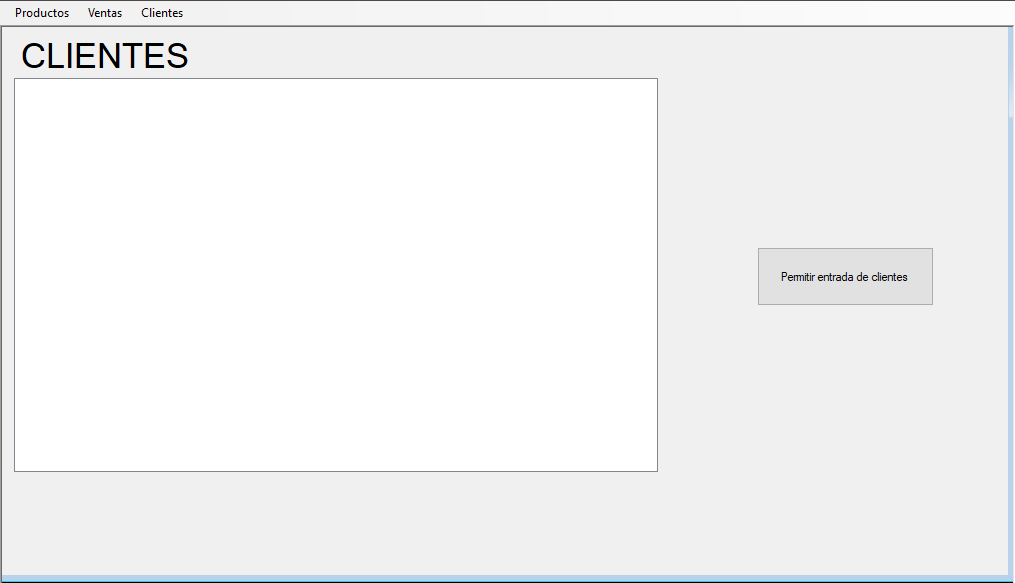 Productos Ventas Clientes
CLIENTES
Permitir entrada de clientes